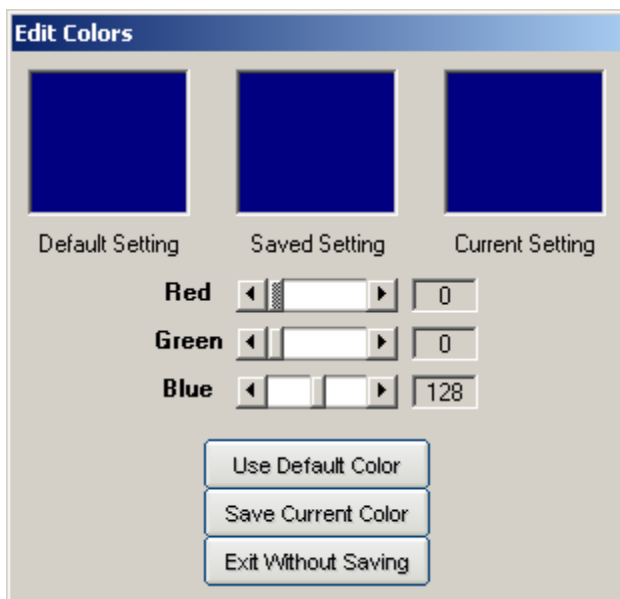 Edit Colors
Default Setting Saved Setting Current Setting
Red 0
Green 0
Blue 128
Use Default Color
Save Current Color
Exit Without Saving